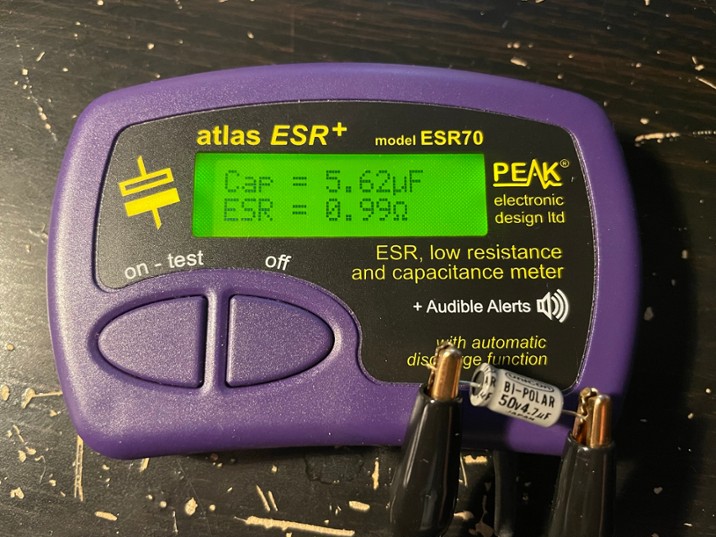 atlas ESR+ model ESR70
Cap = 5.62µF
ESR = 0.99Ω
PEAK®
electronic
design ltd
ESR, low resistance
and capacitance meter
on - test
off
+ Audible Alerts
with automatic
discharge function
BI-POLAR
50V4.7µF
JAPAN